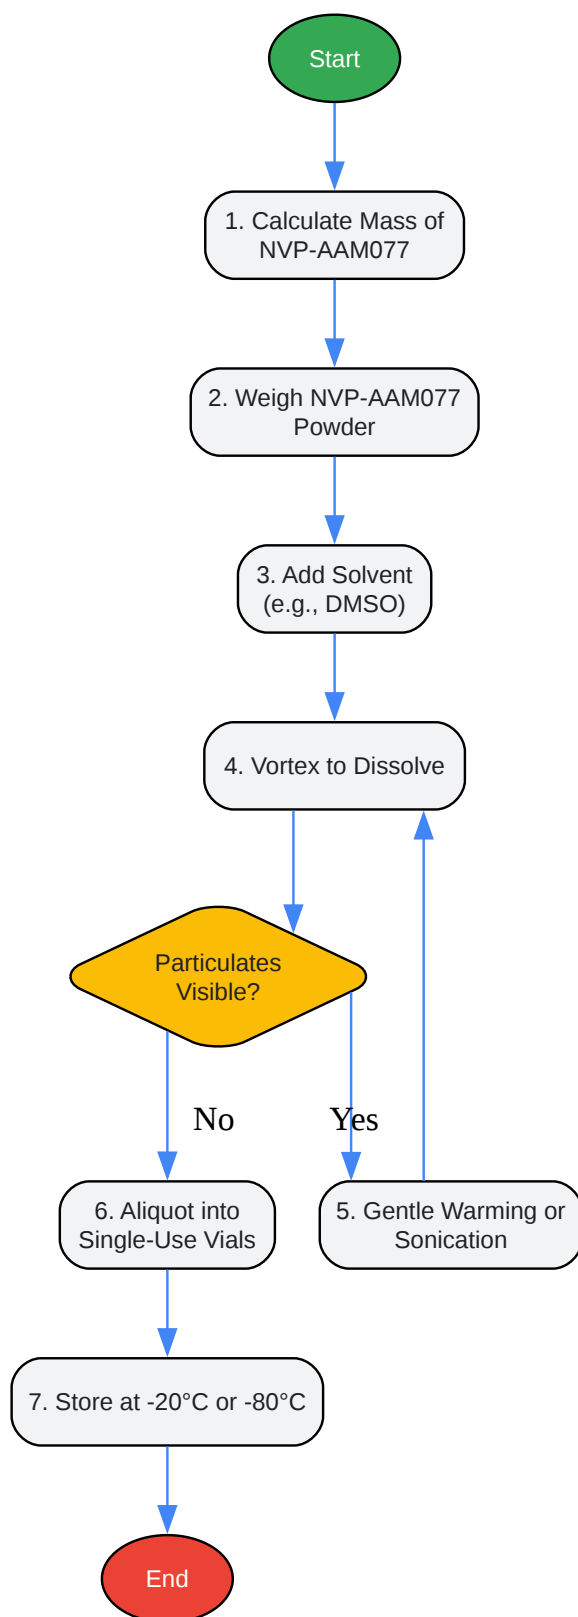 Start
1. Calculate Mass of
NVP-AAM077
2. Weigh NVP-AAM077
Powder
3. Add Solvent
(e.g., DMSO)
4. Vortex to Dissolve
Particulates
Visible?
No
Yes
6. Aliquot into
Single-Use Vials
5. Gentle Warming or
Sonication
7. Store at -20°C or -80°C
End